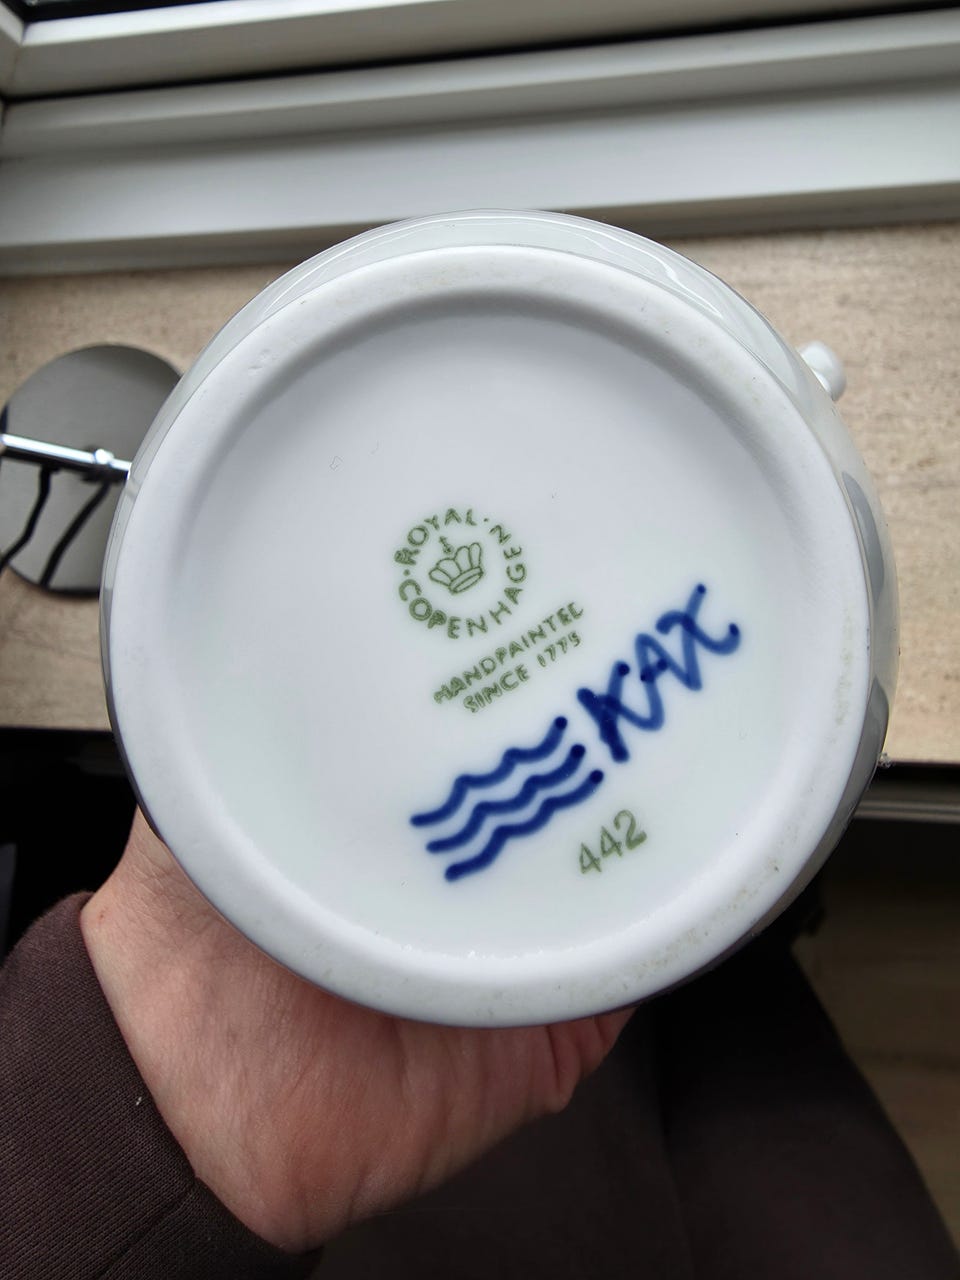 ROYAL · COPENHAGEN ·
HANDPAINTED
SINCE 1775
442